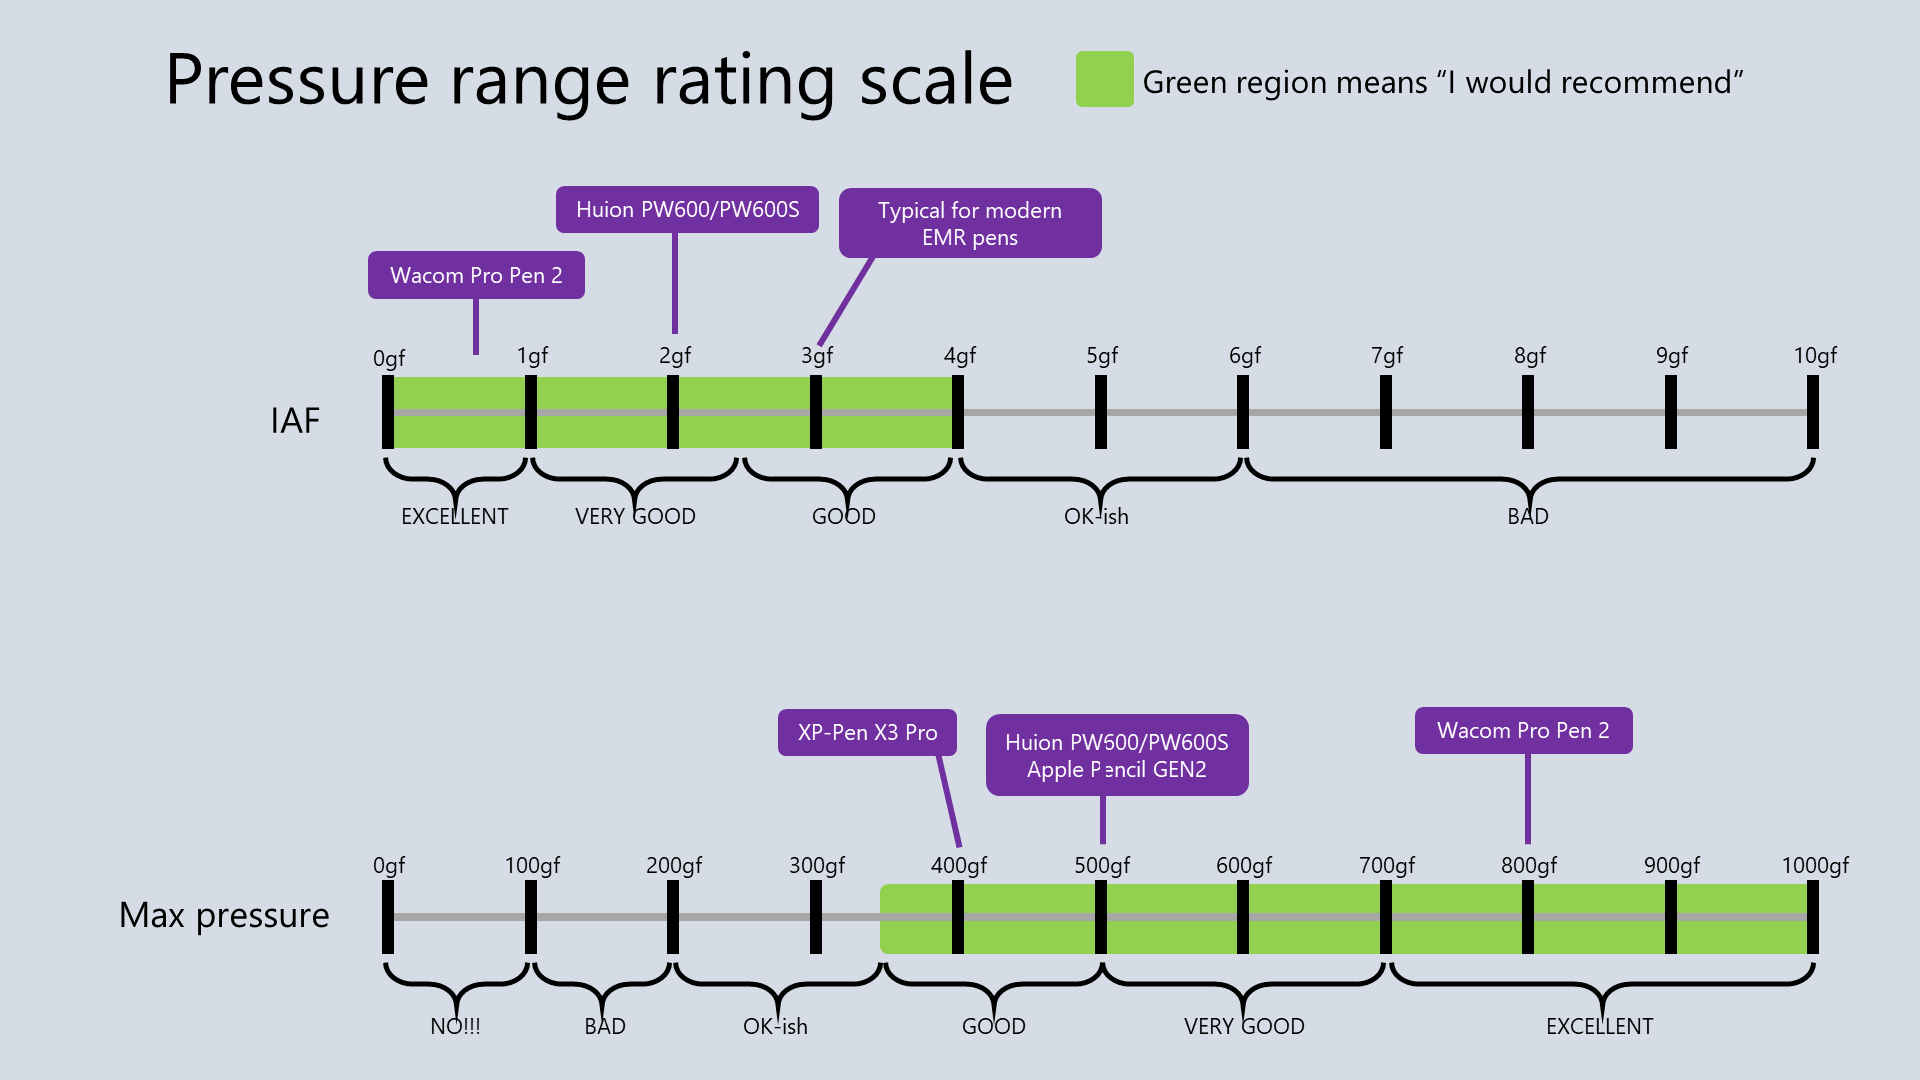 Pressure range rating scale
Green region means “I would recommend”
Huion PW600/PW600S
Typical for modern
EMR pens
Wacom Pro Pen 2
0gf 1gf 2gf 3gf 4gf 5gf 6gf 7gf 8gf 9gf 10gf
IAF
EXCELLENT VERY GOOD GOOD OK-ish BAD
XP-Pen X3 Pro
Huion PW600/PW600S
Apple Pencil GEN2
Wacom Pro Pen 2
0gf 100gf 200gf 300gf 400gf 500gf 600gf 700gf 800gf 900gf 1000gf
Max pressure
NO!!! BAD OK-ish GOOD VERY GOOD EXCELLENT